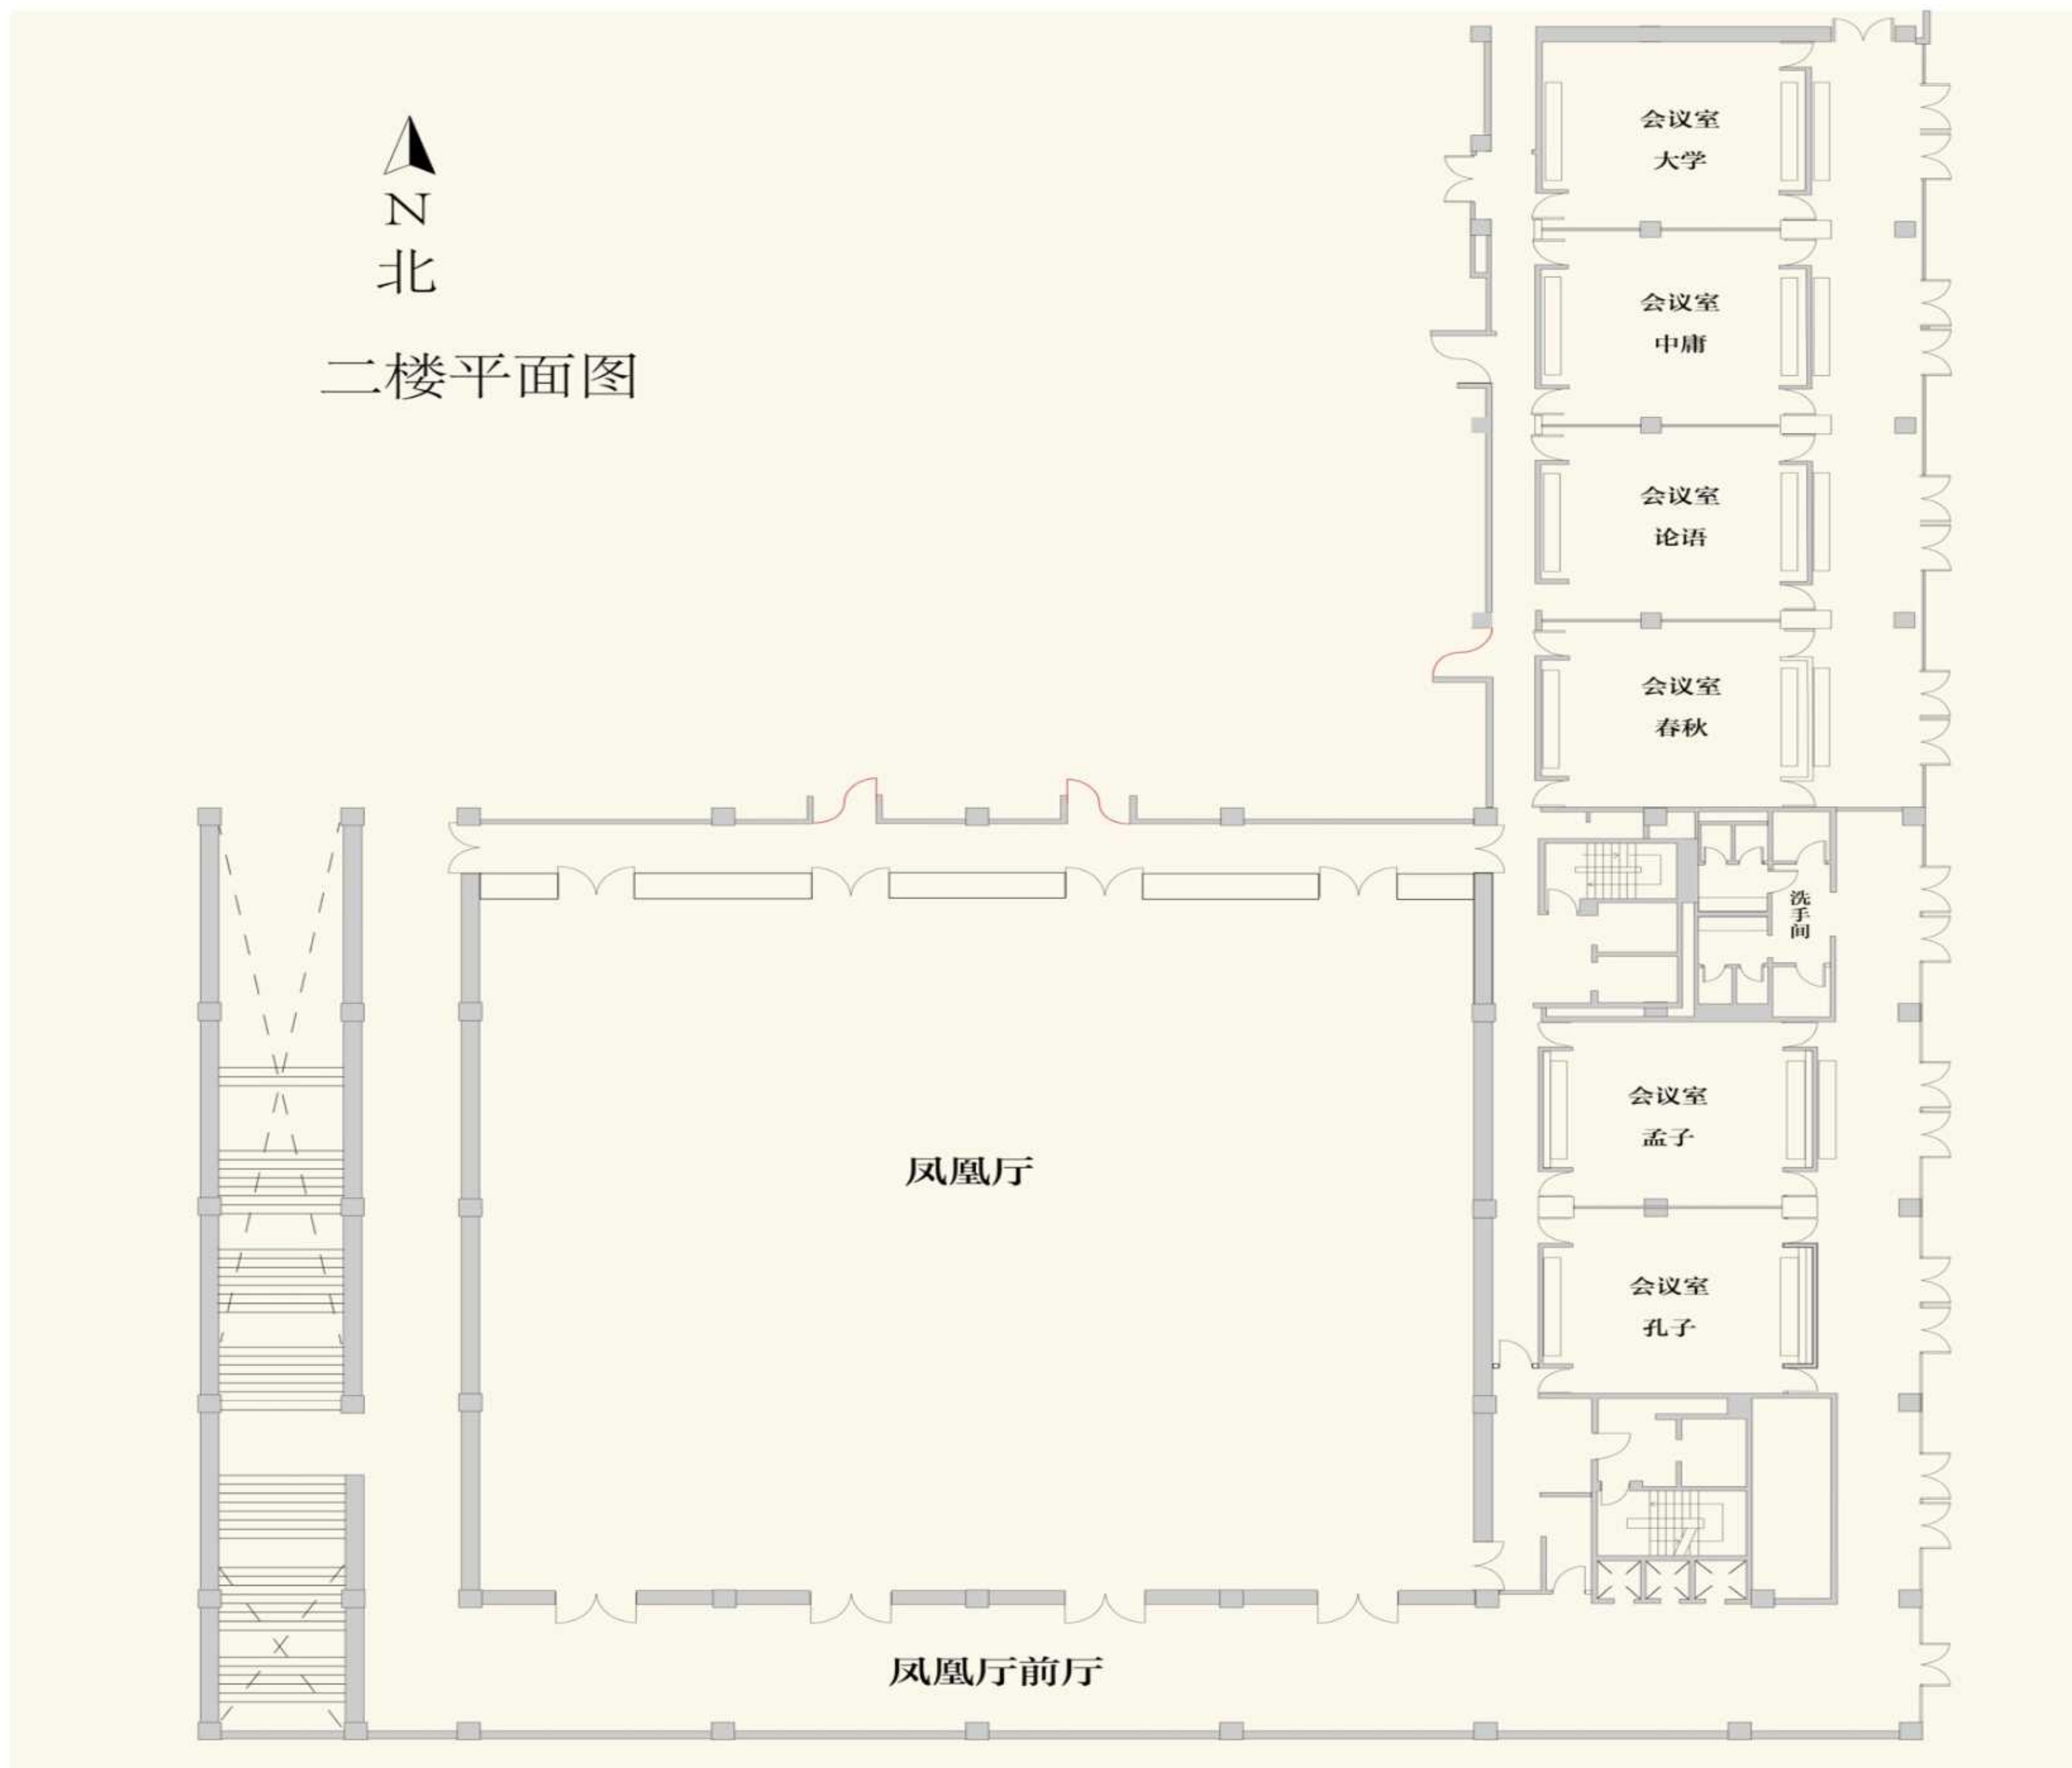 N
北
二楼平面图
会议室
大学
会议室
中庸
会议室
论语
会议室
春秋
洗手间
会议室
孟子
凤凰厅
会议室
孔子
凤凰厅前厅